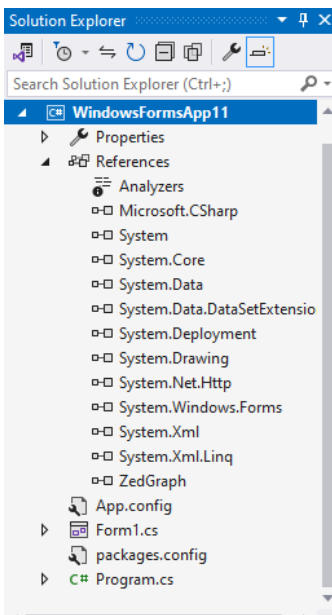 Solution Explorer
Search Solution Explorer (Ctrl+;)
C# WindowsFormsApp11
Properties
References
Analyzers
Microsoft.CSharp
System
System.Core
System.Data
System.Data.DataSetExtensio
System.Deployment
System.Drawing
System.Net.Http
System.Windows.Forms
System.Xml
System.Xml.Linq
ZedGraph
App.config
Form1.cs
packages.config
C# Program.cs